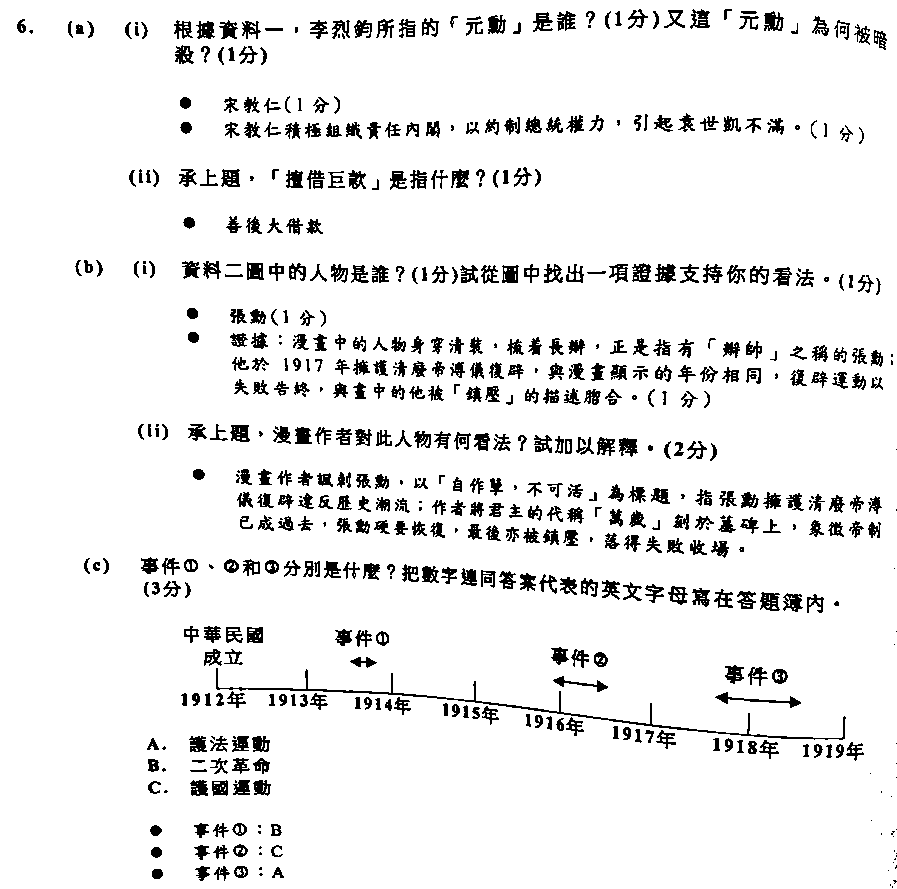 6. (a) (i) 根據資料一，李烈鈞所指的「元勳」是誰？(1分)又這「元勳」為何被暗
殺？(1分)
● 宋教仁(1 分)
● 宋教仁積極組織責任內閣，以約制總統權力，引起袁世凱不滿。(1 分)
(ii) 承上題，「擅借巨款」是指什麼？(1分)
● 善後大借款
(b) (i) 資料二圖中的人物是誰？(1分)試從圖中找出一項證據支持你的看法。(1分)
● 張勳(1 分)
● 證據：漫畫中的人物身穿清裝，梳着長辮，正是指有「辮帥」之稱的張勳；
他於 1917 年擁護清廢帝溥儀復辟，與漫畫顯示的年份相同，復辟運動以
失敗告終，與畫中的他被「鎮壓」的描述脗合。(1 分)
(ii) 承上題，漫畫作者對此人物有何看法？試加以解釋。(2分)
● 漫畫作者諷刺張勳，以「自作孽，不可活」為標題，指張勳擁護清廢帝溥
儀復辟違反歷史潮流；作者將君主的代稱「萬歲」刻於墓碑上，象徵帝制
已成過去，張勳硬要恢復，最後亦被鎮壓，落得失敗收場。
(c) 事件①、②和③分別是什麼？把數字連同答案代表的英文字母寫在答題簿內。
(3分)
中華民國
成立
事件①
事件②
事件③
1912年 1913年 1914年 1915年 1916年 1917年 1918年 1919年
A. 護法運動
B. 二次革命
C. 護國運動
● 事件①：B
● 事件②：C
● 事件③：A